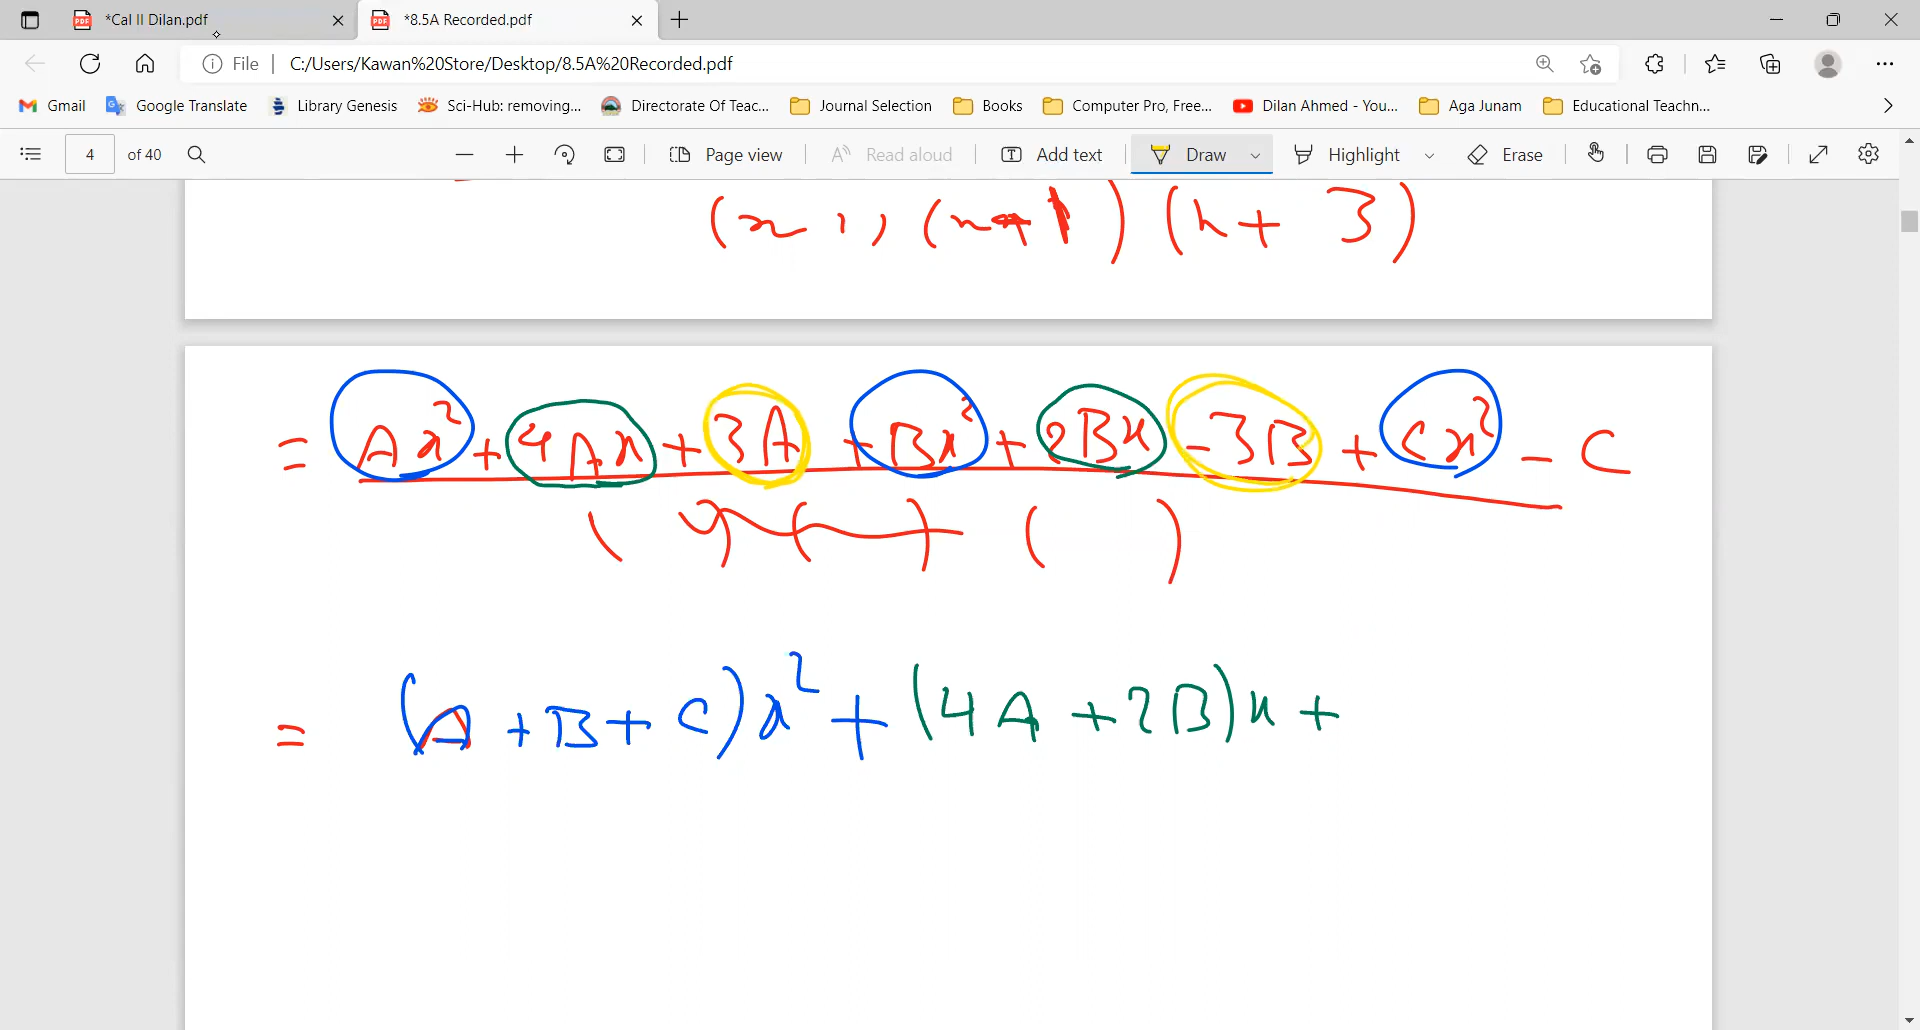 *Cal II Dilan.pdf
*8.5A Recorded.pdf
File | C:/Users/Kawan%20Store/Desktop/8.5A%20Recorded.pdf
Gmail Google Translate Library Genesis Sci-Hub: removing... Directorate Of Teac... Journal Selection Books Computer Pro, Free... Dilan Ahmed - You... Aga Junam Educational Teachn...
4 of 40 Page view Read aloud Add text Draw Highlight Erase
(x + 3)
= Ax² + 4Ax + 3A + Bx² + 2Bx - 3B + Cx² - C
( ) ( ) ( )
= (A + B + C)x² + (4A + 2B)x +